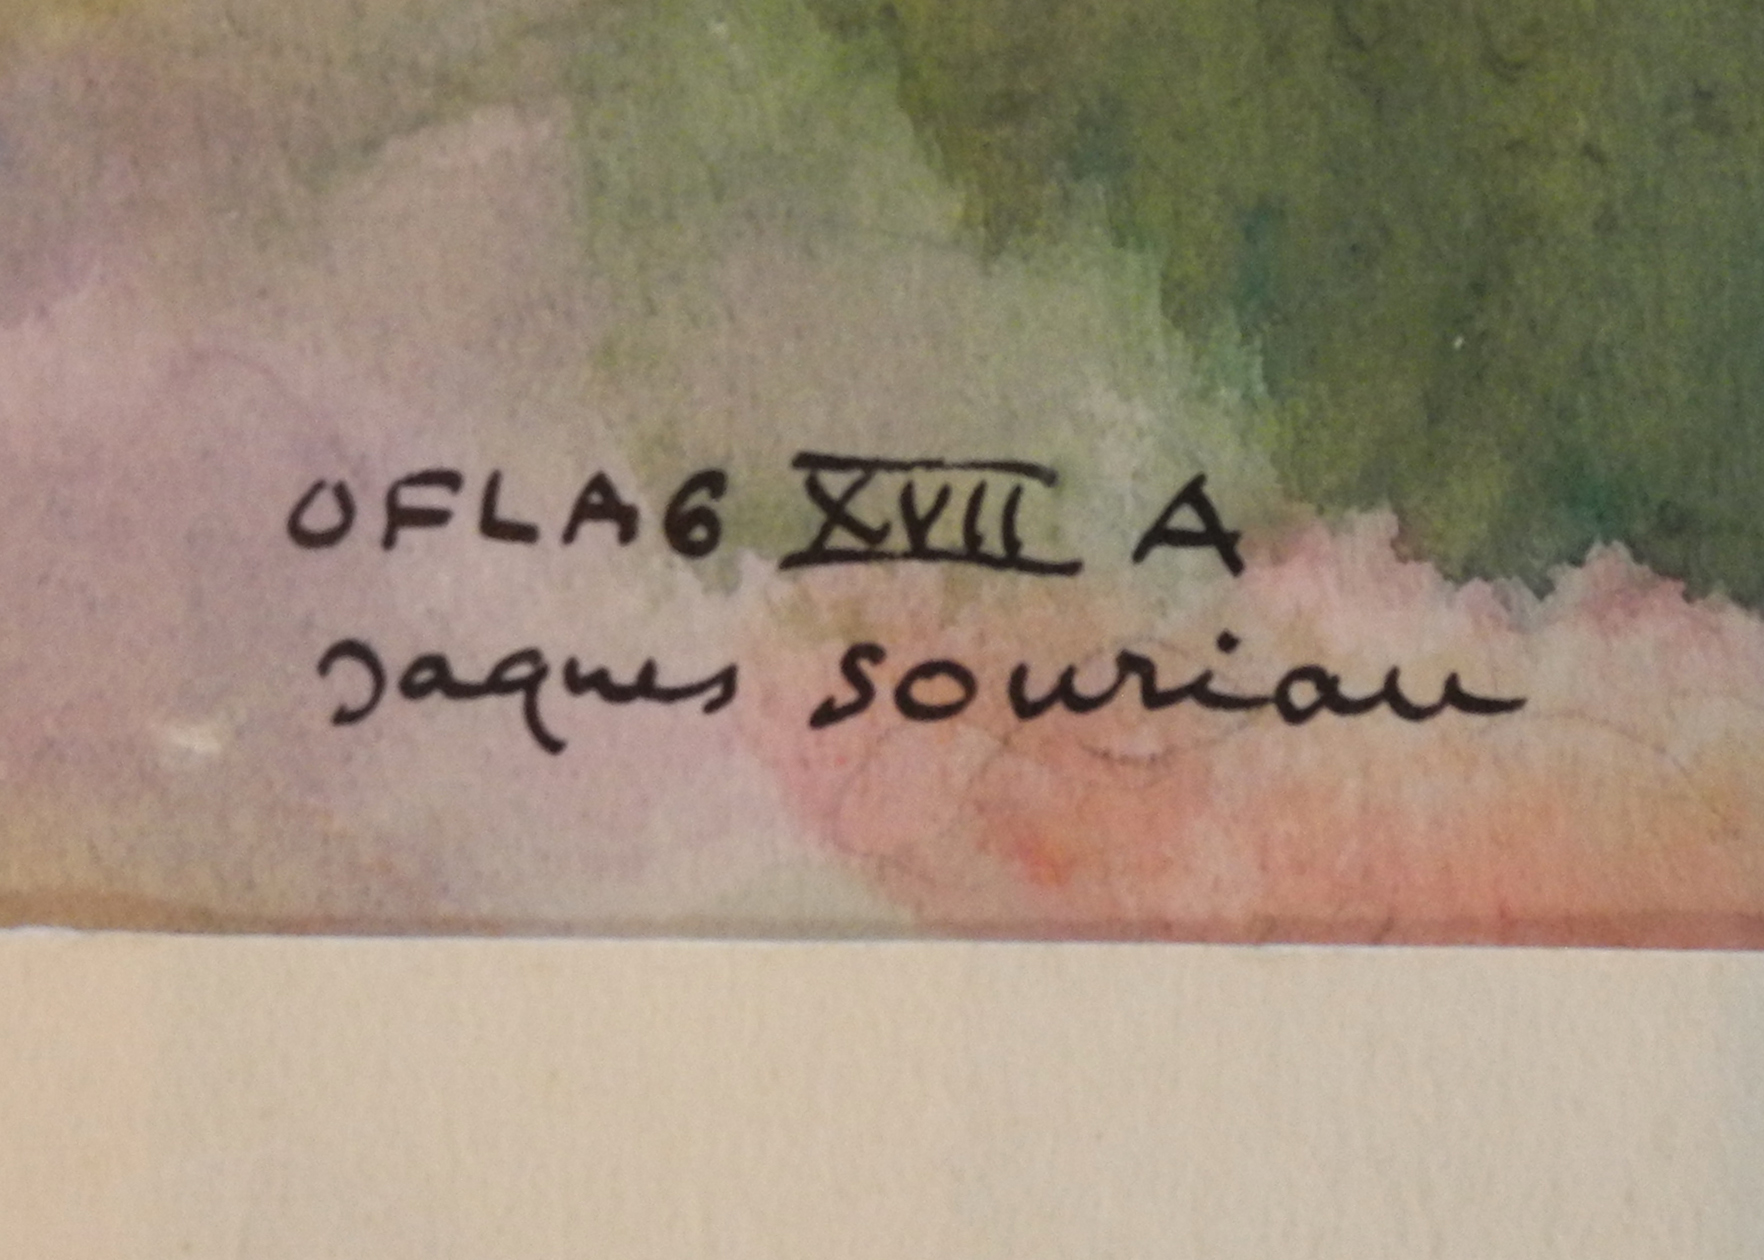 OFLAG XVII A
Jaques Souriau